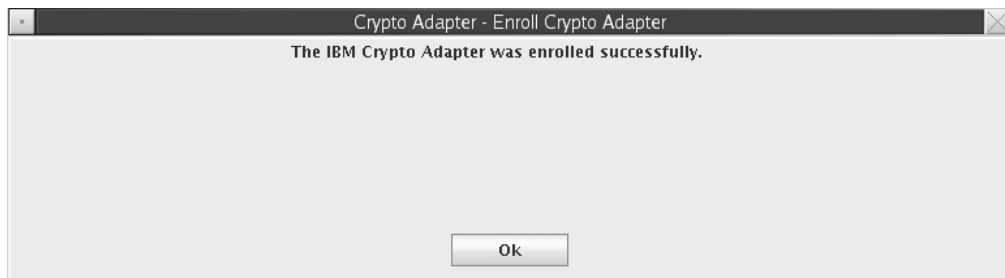 Crypto Adapter - Enroll Crypto Adapter
The IBM Crypto Adapter was enrolled successfully.
Ok